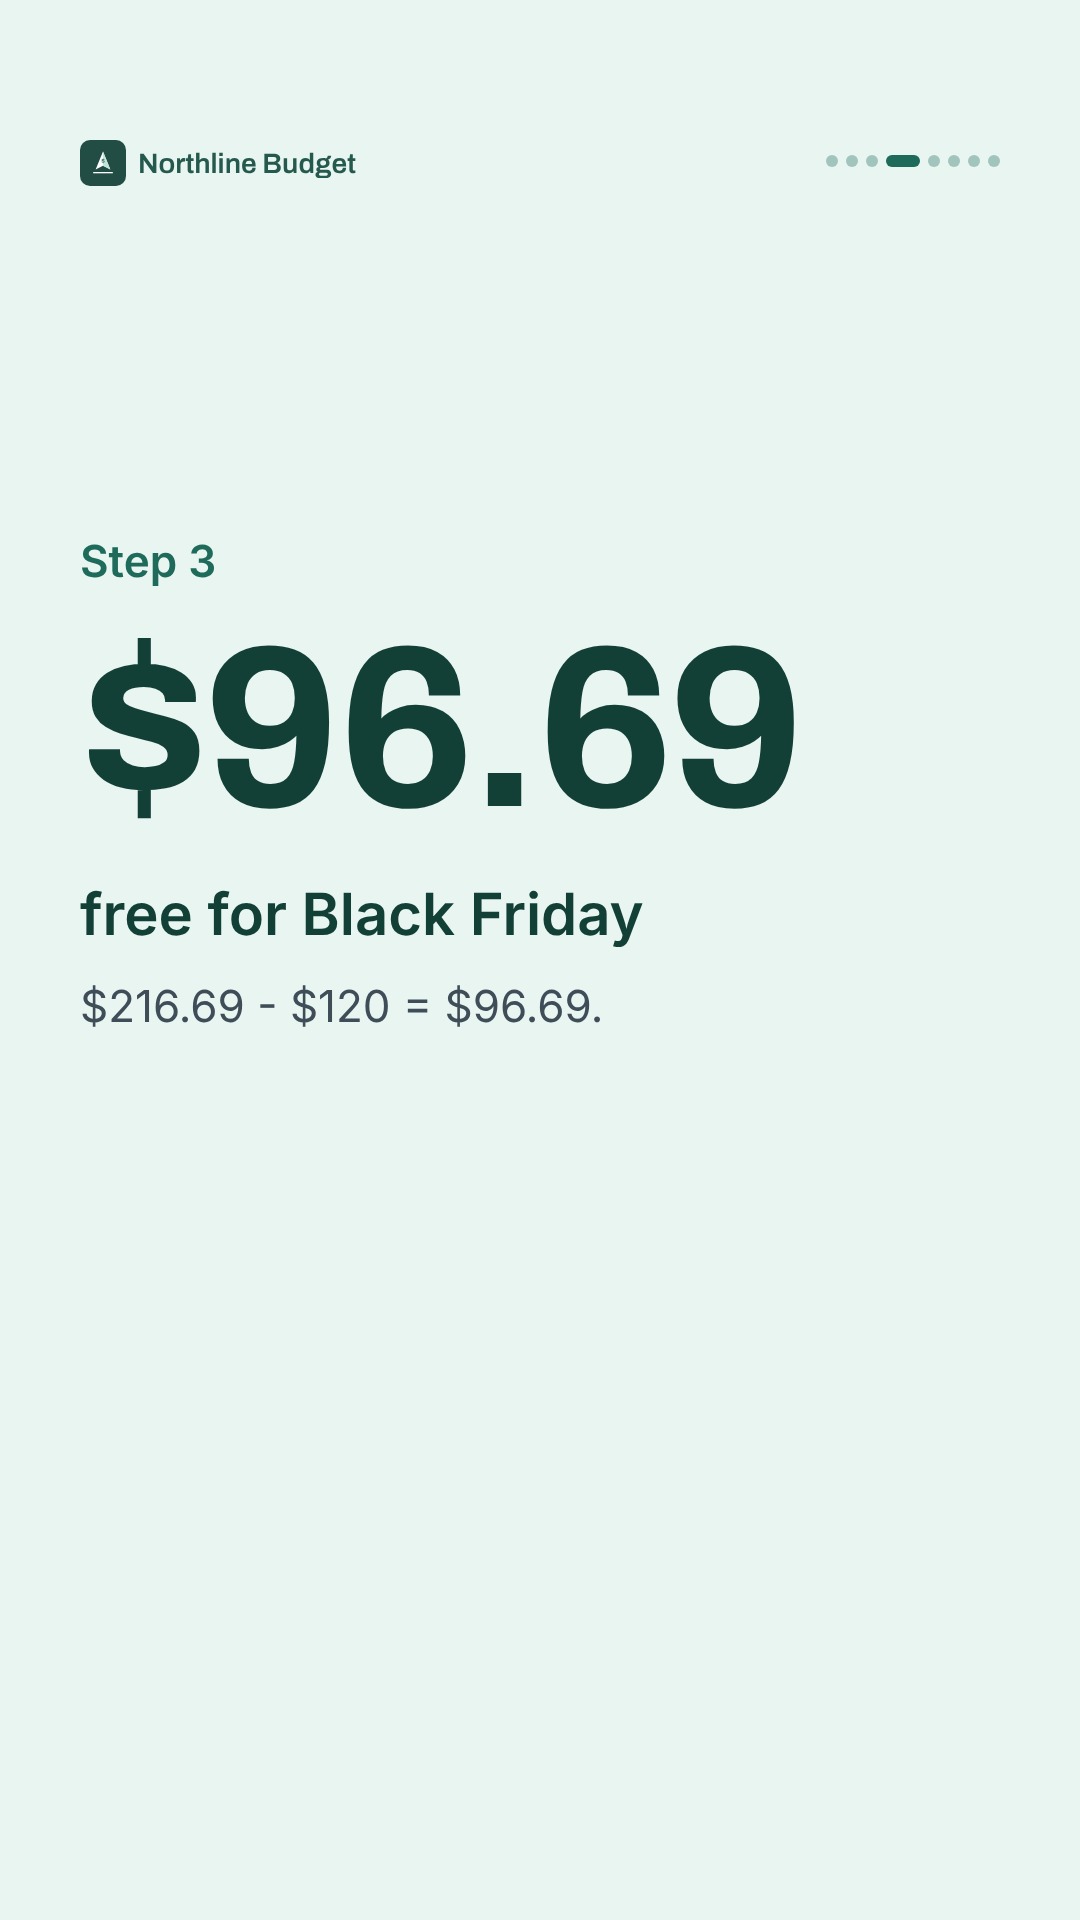 Northline Budget
Step 3
$96.69
free for Black Friday
$216.69 - $120 = $96.69.